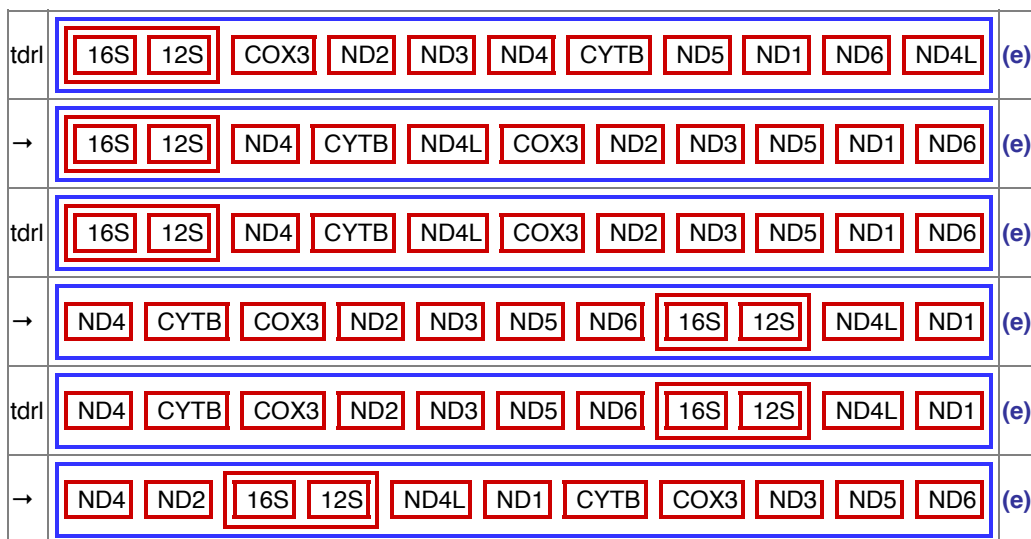 tdrl 16S 12S COX3 ND2 ND3 ND4 CYTB ND5 ND1 ND6 ND4L (e)
→ 16S 12S ND4 CYTB ND4L COX3 ND2 ND3 ND5 ND1 ND6 (e)
tdrl 16S 12S ND4 CYTB ND4L COX3 ND2 ND3 ND5 ND1 ND6 (e)
→ ND4 CYTB COX3 ND2 ND3 ND5 ND6 16S 12S ND4L ND1 (e)
tdrl ND4 CYTB COX3 ND2 ND3 ND5 ND6 16S 12S ND4L ND1 (e)
→ ND4 ND2 16S 12S ND4L ND1 CYTB COX3 ND3 ND5 ND6 (e)